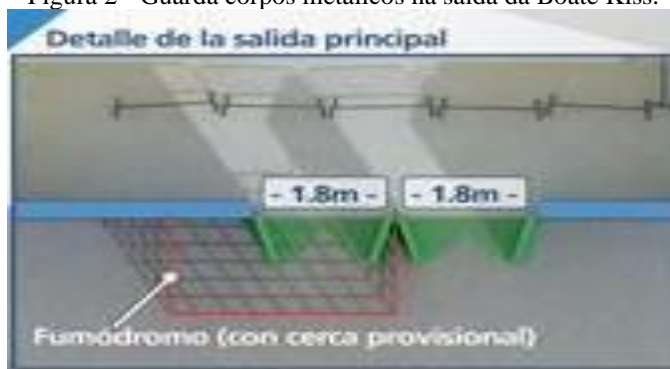 Figura 2 - Guarda corpos metálicos na saída da Boate Kiss.
Detalle de la salida principal
- 1.8m - - 1.8m -
Fumódromo (con cerca provisional)